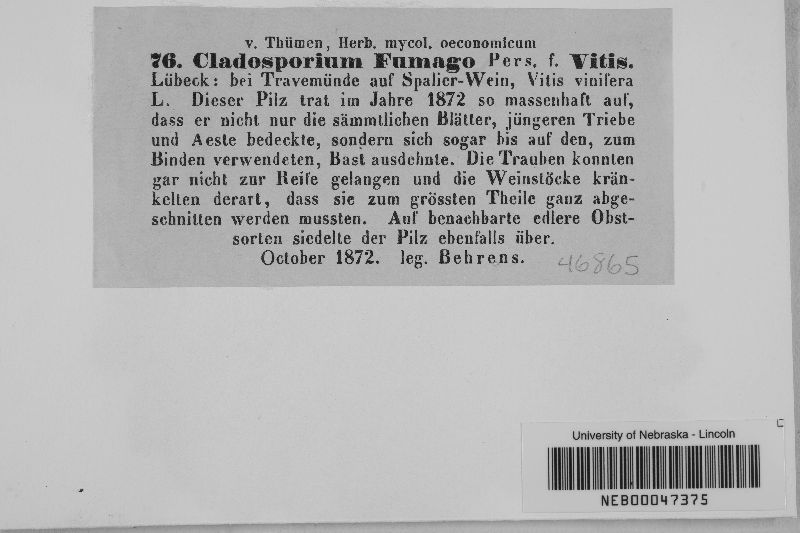 v. Thümen, Herb. mycol. oeconomicum
76. Cladosporium Fumago Pers. f. Vitis.
Lübeck: bei Travemünde auf Spalier-Wein, Vitis vinifera
L. Dieser Pilz trat im Jahre 1872 so massenhaft auf,
dass er nicht nur die sämmtlichen Blätter, jüngeren Triebe
und Aeste bedeckte, sondern sich sogar bis auf den, zum
Binden verwendeten, Bast ausdehnte. Die Trauben konnten
gar nicht zur Reife gelangen und die Weinstöcke krän-
kelten derart, dass sie zum grössten Theile ganz abge-
schnitten werden mussten. Auf benachbarte edlere Obst-
sorten siedelte der Pilz ebenfalls über.
October 1872. leg. Behrens.
46865
University of Nebraska - Lincoln
NEB00047375